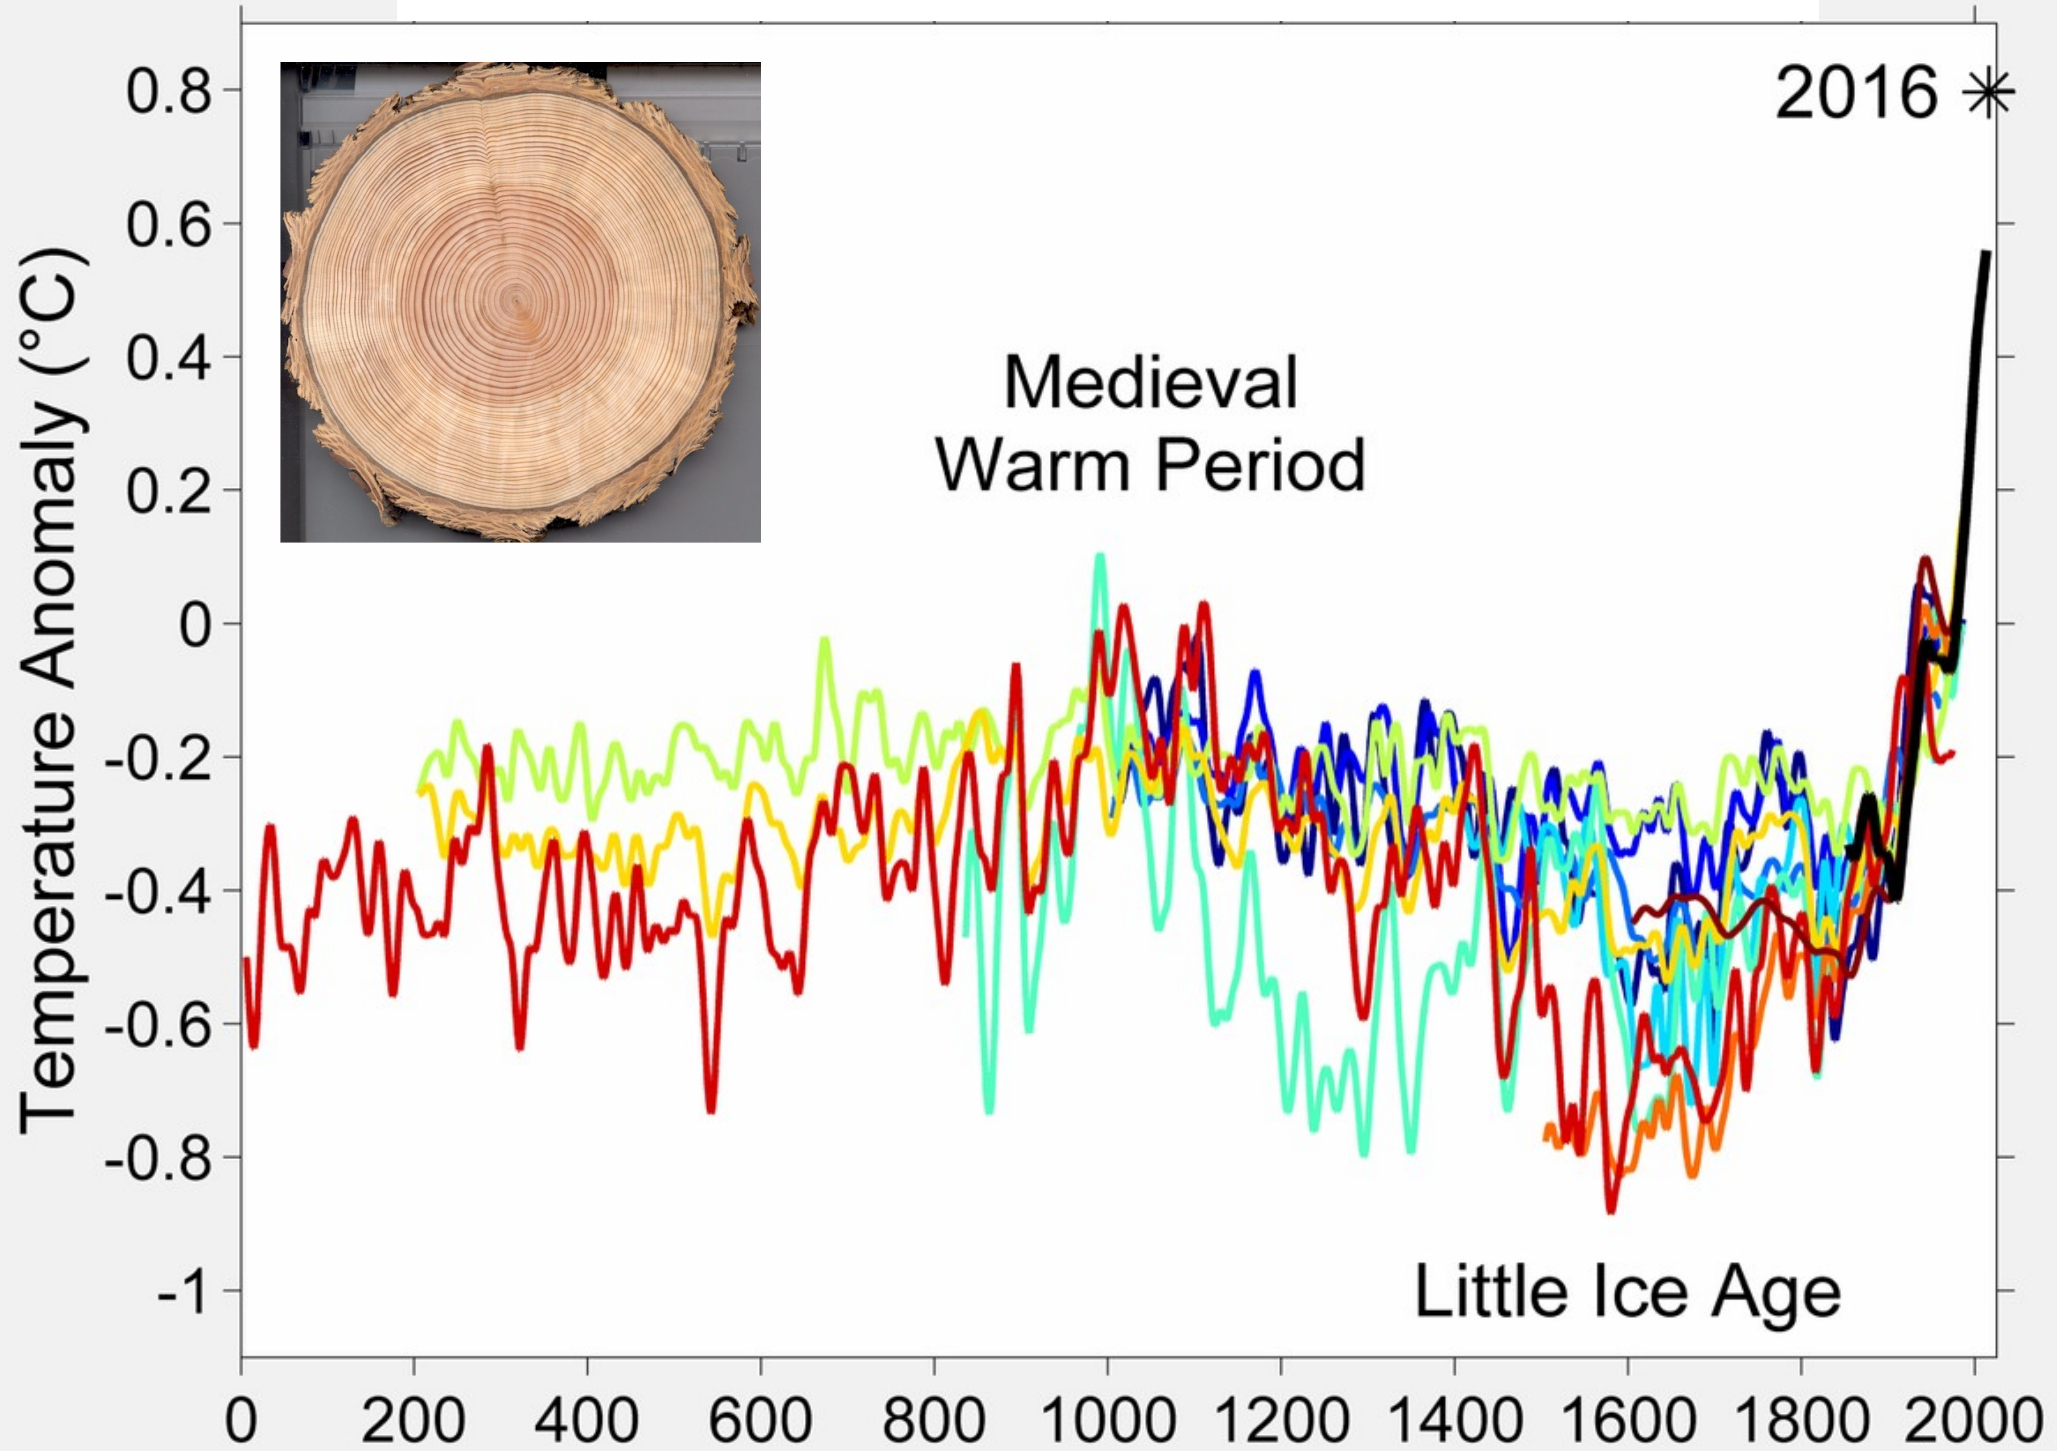 Temperature Anomaly (°C)
0.8
0.6
0.4
0.2
0
-0.2
-0.4
-0.6
-0.8
-1
2016
Medieval
Warm Period
Little Ice Age
0 200 400 600 800 1000 1200 1400 1600 1800 2000